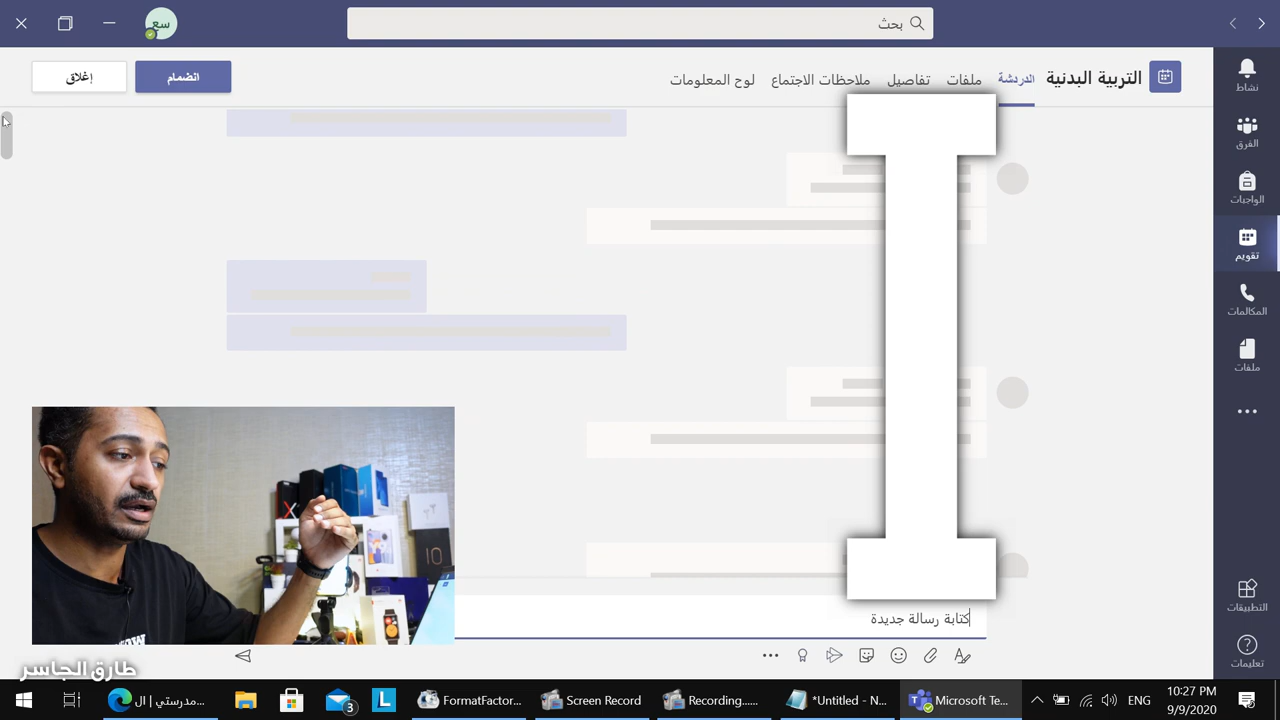 سع
بحث
التربية البدنية
الدردشة
ملفات
تفاصيل
ملاحظات الاجتماع
لوح المعلومات
انضمام
إغلاق
نشاط
الفرق
الواجبات
تقويم
المكالمات
ملفات
التطبيقات
تعليمات
I
X
10
كتابة رسالة جديدة
طارق الجاسر
مدرستي | ال...
3
L
FormatFactor...
Screen Record
Recording......
*Untitled - N...
Microsoft Te...
ENG
10:27 PM
9/9/2020